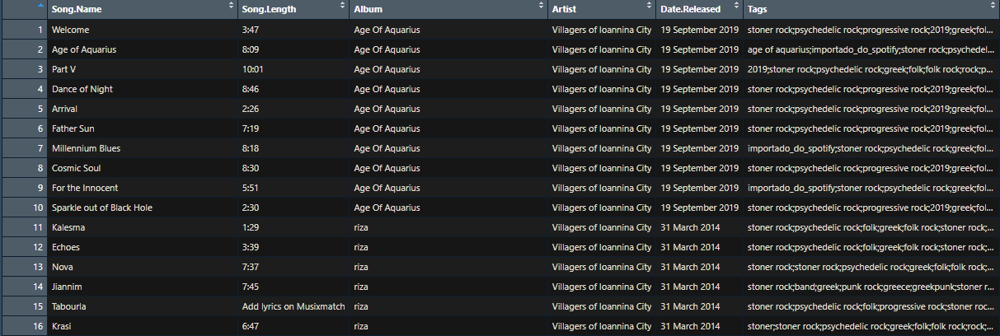 Song.Name Song.Length Album Artist Date.Released Tags
1 Welcome 3:47 Age Of Aquarius Villagers of Ioannina City 19 September 2019 stoner rock;psychedelic rock;progressive rock;2019;greek;fol...
2 Age of Aquarius 8:09 Age Of Aquarius Villagers of Ioannina City 19 September 2019 age of aquarius;importado_do_spotify;stoner rock;psychedel...
3 Part V 10:01 Age Of Aquarius Villagers of Ioannina City 19 September 2019 2019;stoner rock;psychedelic rock;greek;folk;folk rock;rock;p...
4 Dance of Night 8:46 Age Of Aquarius Villagers of Ioannina City 19 September 2019 stoner rock;psychedelic rock;progressive rock;2019;greek;fol...
5 Arrival 2:26 Age Of Aquarius Villagers of Ioannina City 19 September 2019 stoner rock;psychedelic rock;progressive rock;2019;greek;fol...
6 Father Sun 7:19 Age Of Aquarius Villagers of Ioannina City 19 September 2019 stoner rock;psychedelic rock;progressive rock;2019;greek;fol...
7 Millennium Blues 8:18 Age Of Aquarius Villagers of Ioannina City 19 September 2019 importado_do_spotify;stoner rock;psychedelic rock;greek;fol...
8 Cosmic Soul 8:30 Age Of Aquarius Villagers of Ioannina City 19 September 2019 stoner rock;psychedelic rock;progressive rock;2019;greek;fol...
9 For the Innocent 5:51 Age Of Aquarius Villagers of Ioannina City 19 September 2019 importado_do_spotify;stoner rock;psychedelic rock;greek;fol...
10 Sparkle out of Black Hole 2:30 Age Of Aquarius Villagers of Ioannina City 19 September 2019 stoner rock;psychedelic rock;progressive rock;2019;greek;fol...
11 Kalesma 1:29 riza Villagers of Ioannina City 31 March 2014 stoner rock;psychedelic rock;folk;greek;folk rock;stoner rock;...
12 Echoes 3:39 riza Villagers of Ioannina City 31 March 2014 stoner rock;psychedelic rock;folk;greek;folk rock;stoner rock;...
13 Nova 7:37 riza Villagers of Ioannina City 31 March 2014 stoner rock;stoner rock;psychedelic rock;greek;folk;folk rock;...
14 Jiannim 7:45 riza Villagers of Ioannina City 31 March 2014 stoner rock;band;greek;punk rock;greece;greekpunk;stoner r...
15 Tabourla Add lyrics on Musixmatch riza Villagers of Ioannina City 31 March 2014 stoner rock;psychedelic rock;folk;progressive rock;stoner roc...
16 Krasi 6:47 riza Villagers of Ioannina City 31 March 2014 stoner;stoner rock;psychedelic rock;greek;folk;folk rock;rock;...